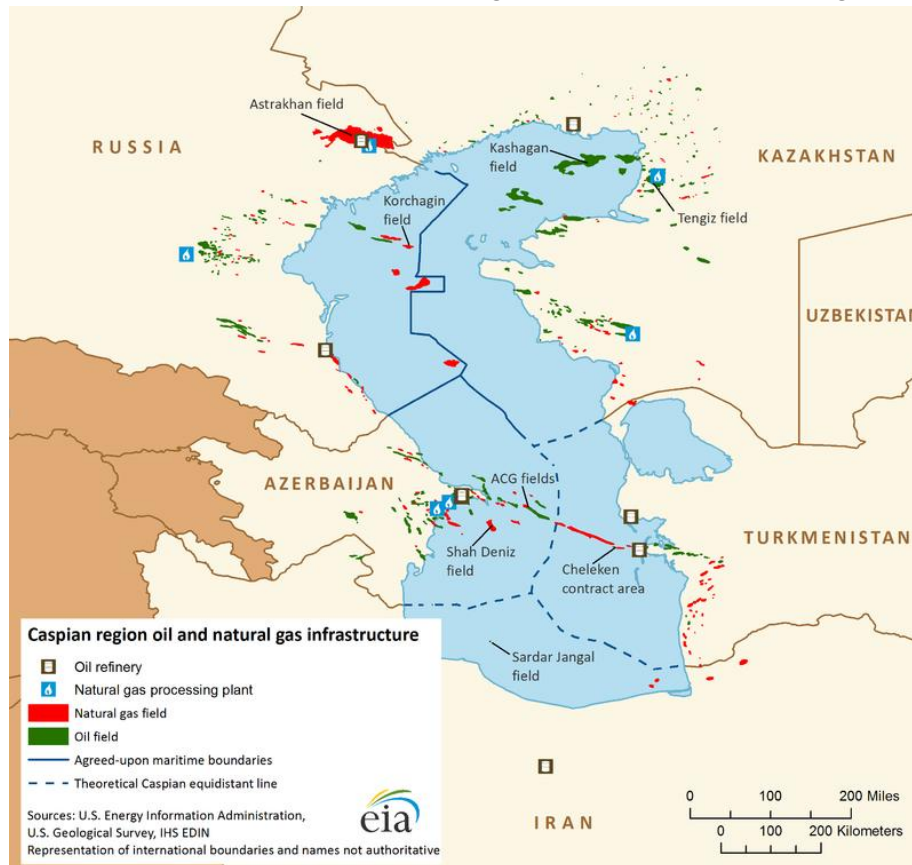 Astrakhan field
RUSSIA
Kashagan
field
KAZAKHSTAN
Korchagin
field
Tengiz field
UZBEKISTAN
AZERBAIJAN
ACG fields
TURKMENISTAN
Shah Deniz
field
Cheleken
contract area
Sardar Jangal
field
IRAN
Caspian region oil and natural gas infrastructure
Oil refinery
Natural gas processing plant
Natural gas field
Oil field
Agreed-upon maritime boundaries
Theoretical Caspian equidistant line
Sources: U.S. Energy Information Administration,
U.S. Geological Survey, IHS EDIN
Representation of international boundaries and names not authoritative
eia
0 100 200 Miles
0 100 200 Kilometers